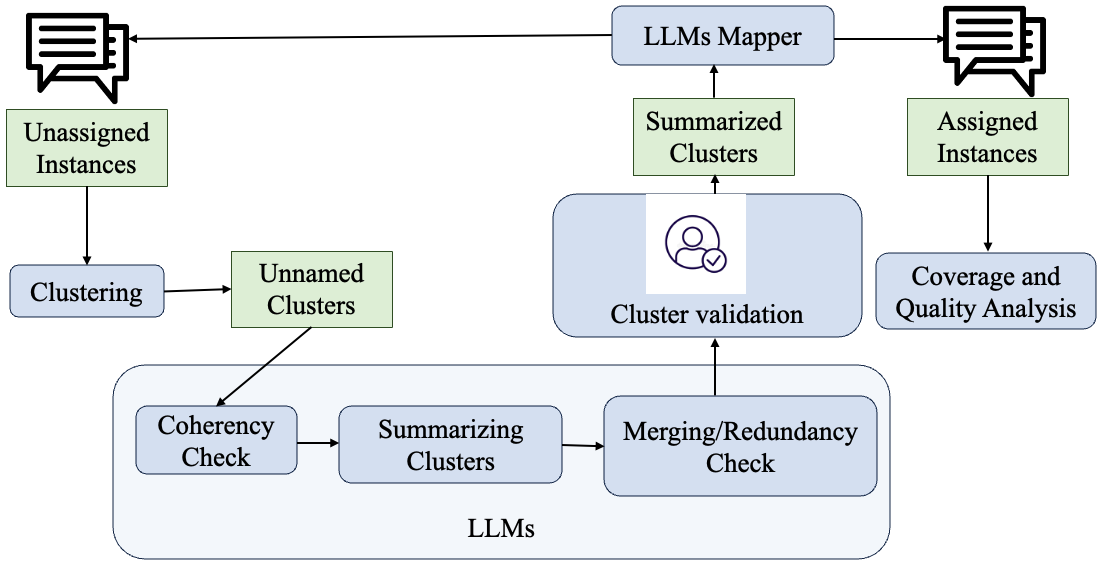 LLMs Mapper
Unassigned
Instances
Summarized
Clusters
Assigned
Instances
Clustering
Unnamed
Clusters
Cluster validation
Coverage and
Quality Analysis
Coherency
Check
Summarizing
Clusters
Merging/Redundancy
Check
LLMs